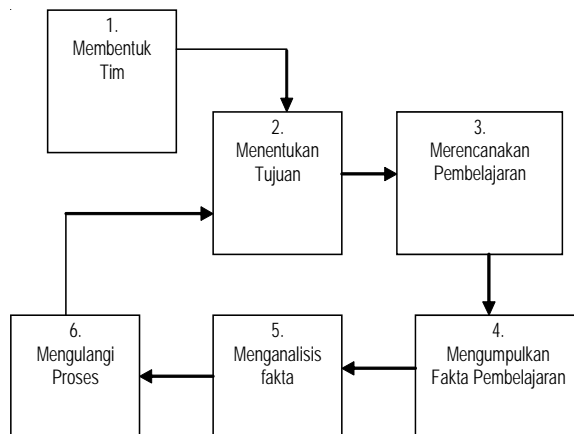 1.
Membentuk
Tim
2.
Menentukan
Tujuan
3.
Merencanakan
Pembelajaran
4.
Mengumpulkan
Fakta Pembelajaran
5.
Menganalisis
fakta
6.
Mengulangi
Proses